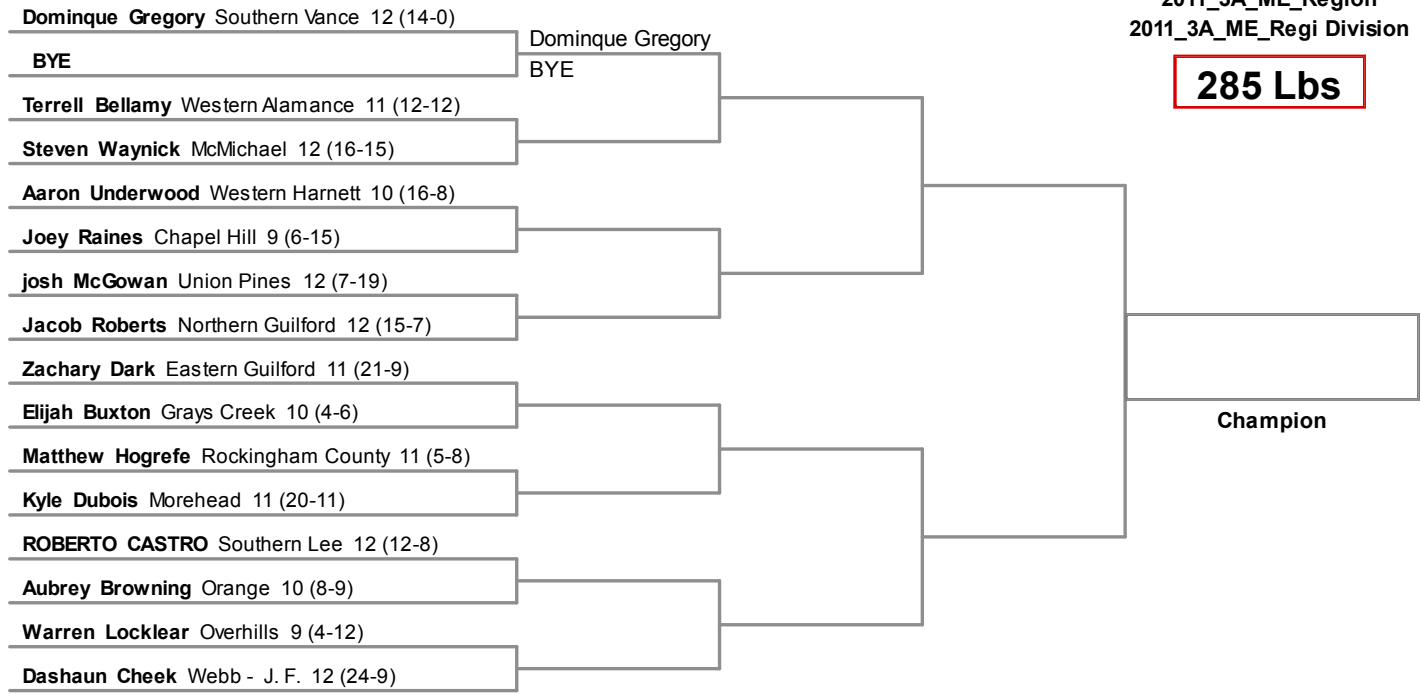 2011_3A_ME_Region
2011_3A_ME_Regi Division
285 Lbs
Dominque Gregory Southern Vance 12 (14-0)
BYE
Dominque Gregory
BYE
Terrell Bellamy Western Alamance 11 (12-12)
Steven Waynick McMichael 12 (16-15)
Aaron Underwood Western Harnett 10 (16-8)
Joey Raines Chapel Hill 9 (6-15)
josh McGowan Union Pines 12 (7-19)
Jacob Roberts Northern Guilford 12 (15-7)
Zachary Dark Eastern Guilford 11 (21-9)
Elijah Buxton Grays Creek 10 (4-6)
Matthew Hogrefe Rockingham County 11 (5-8)
Kyle Dubois Morehead 11 (20-11)
ROBERTO CASTRO Southern Lee 12 (12-8)
Aubrey Browning Orange 10 (8-9)
Warren Locklear Overhills 9 (4-12)
Dashaun Cheek Webb - J. F. 12 (24-9)
Champion